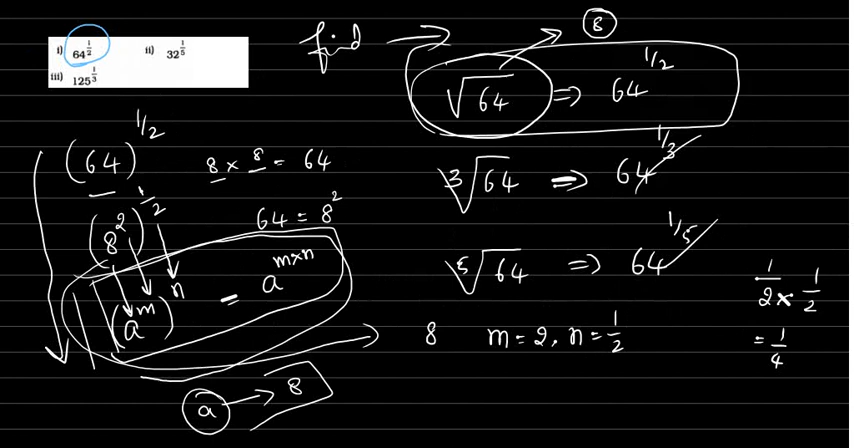 i) 64^{1/2} ii) 32^{1/5}
iii) 125^{1/3}
find → √64 ⇒ 64^{1/2}
8
(64)^{1/2}
8 × 8 = 64
∛64 ⇒ 64^{1/3}
(8^2)^{1/2}
64 = 8^2
(a^m)^n = a^{m×n}
⁵√64 ⇒ 64^{1/5}
1/2 × 1/2
= 1/4
8 m = 2, n = 1/2
a → 8